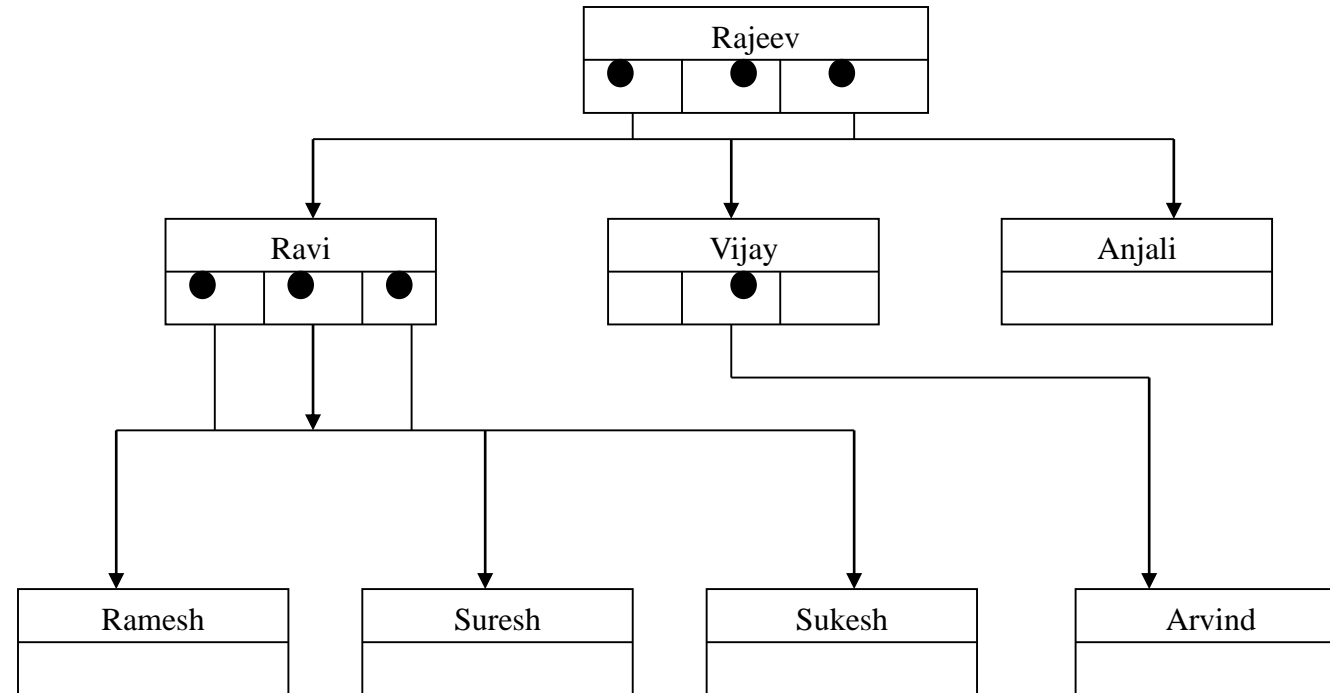 Rajeev
Ravi
Vijay
Anjali
Ramesh
Suresh
Sukesh
Arvind